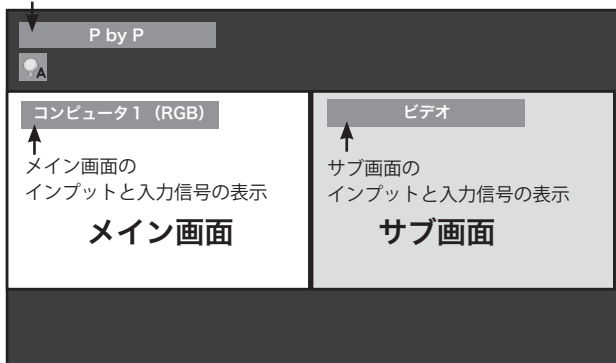 P by P
A
コンピュータ1 (RGB)
ビデオ
メイン画面の
インプットと入力信号の表示
メイン画面
サブ画面の
インプットと入力信号の表示
サブ画面